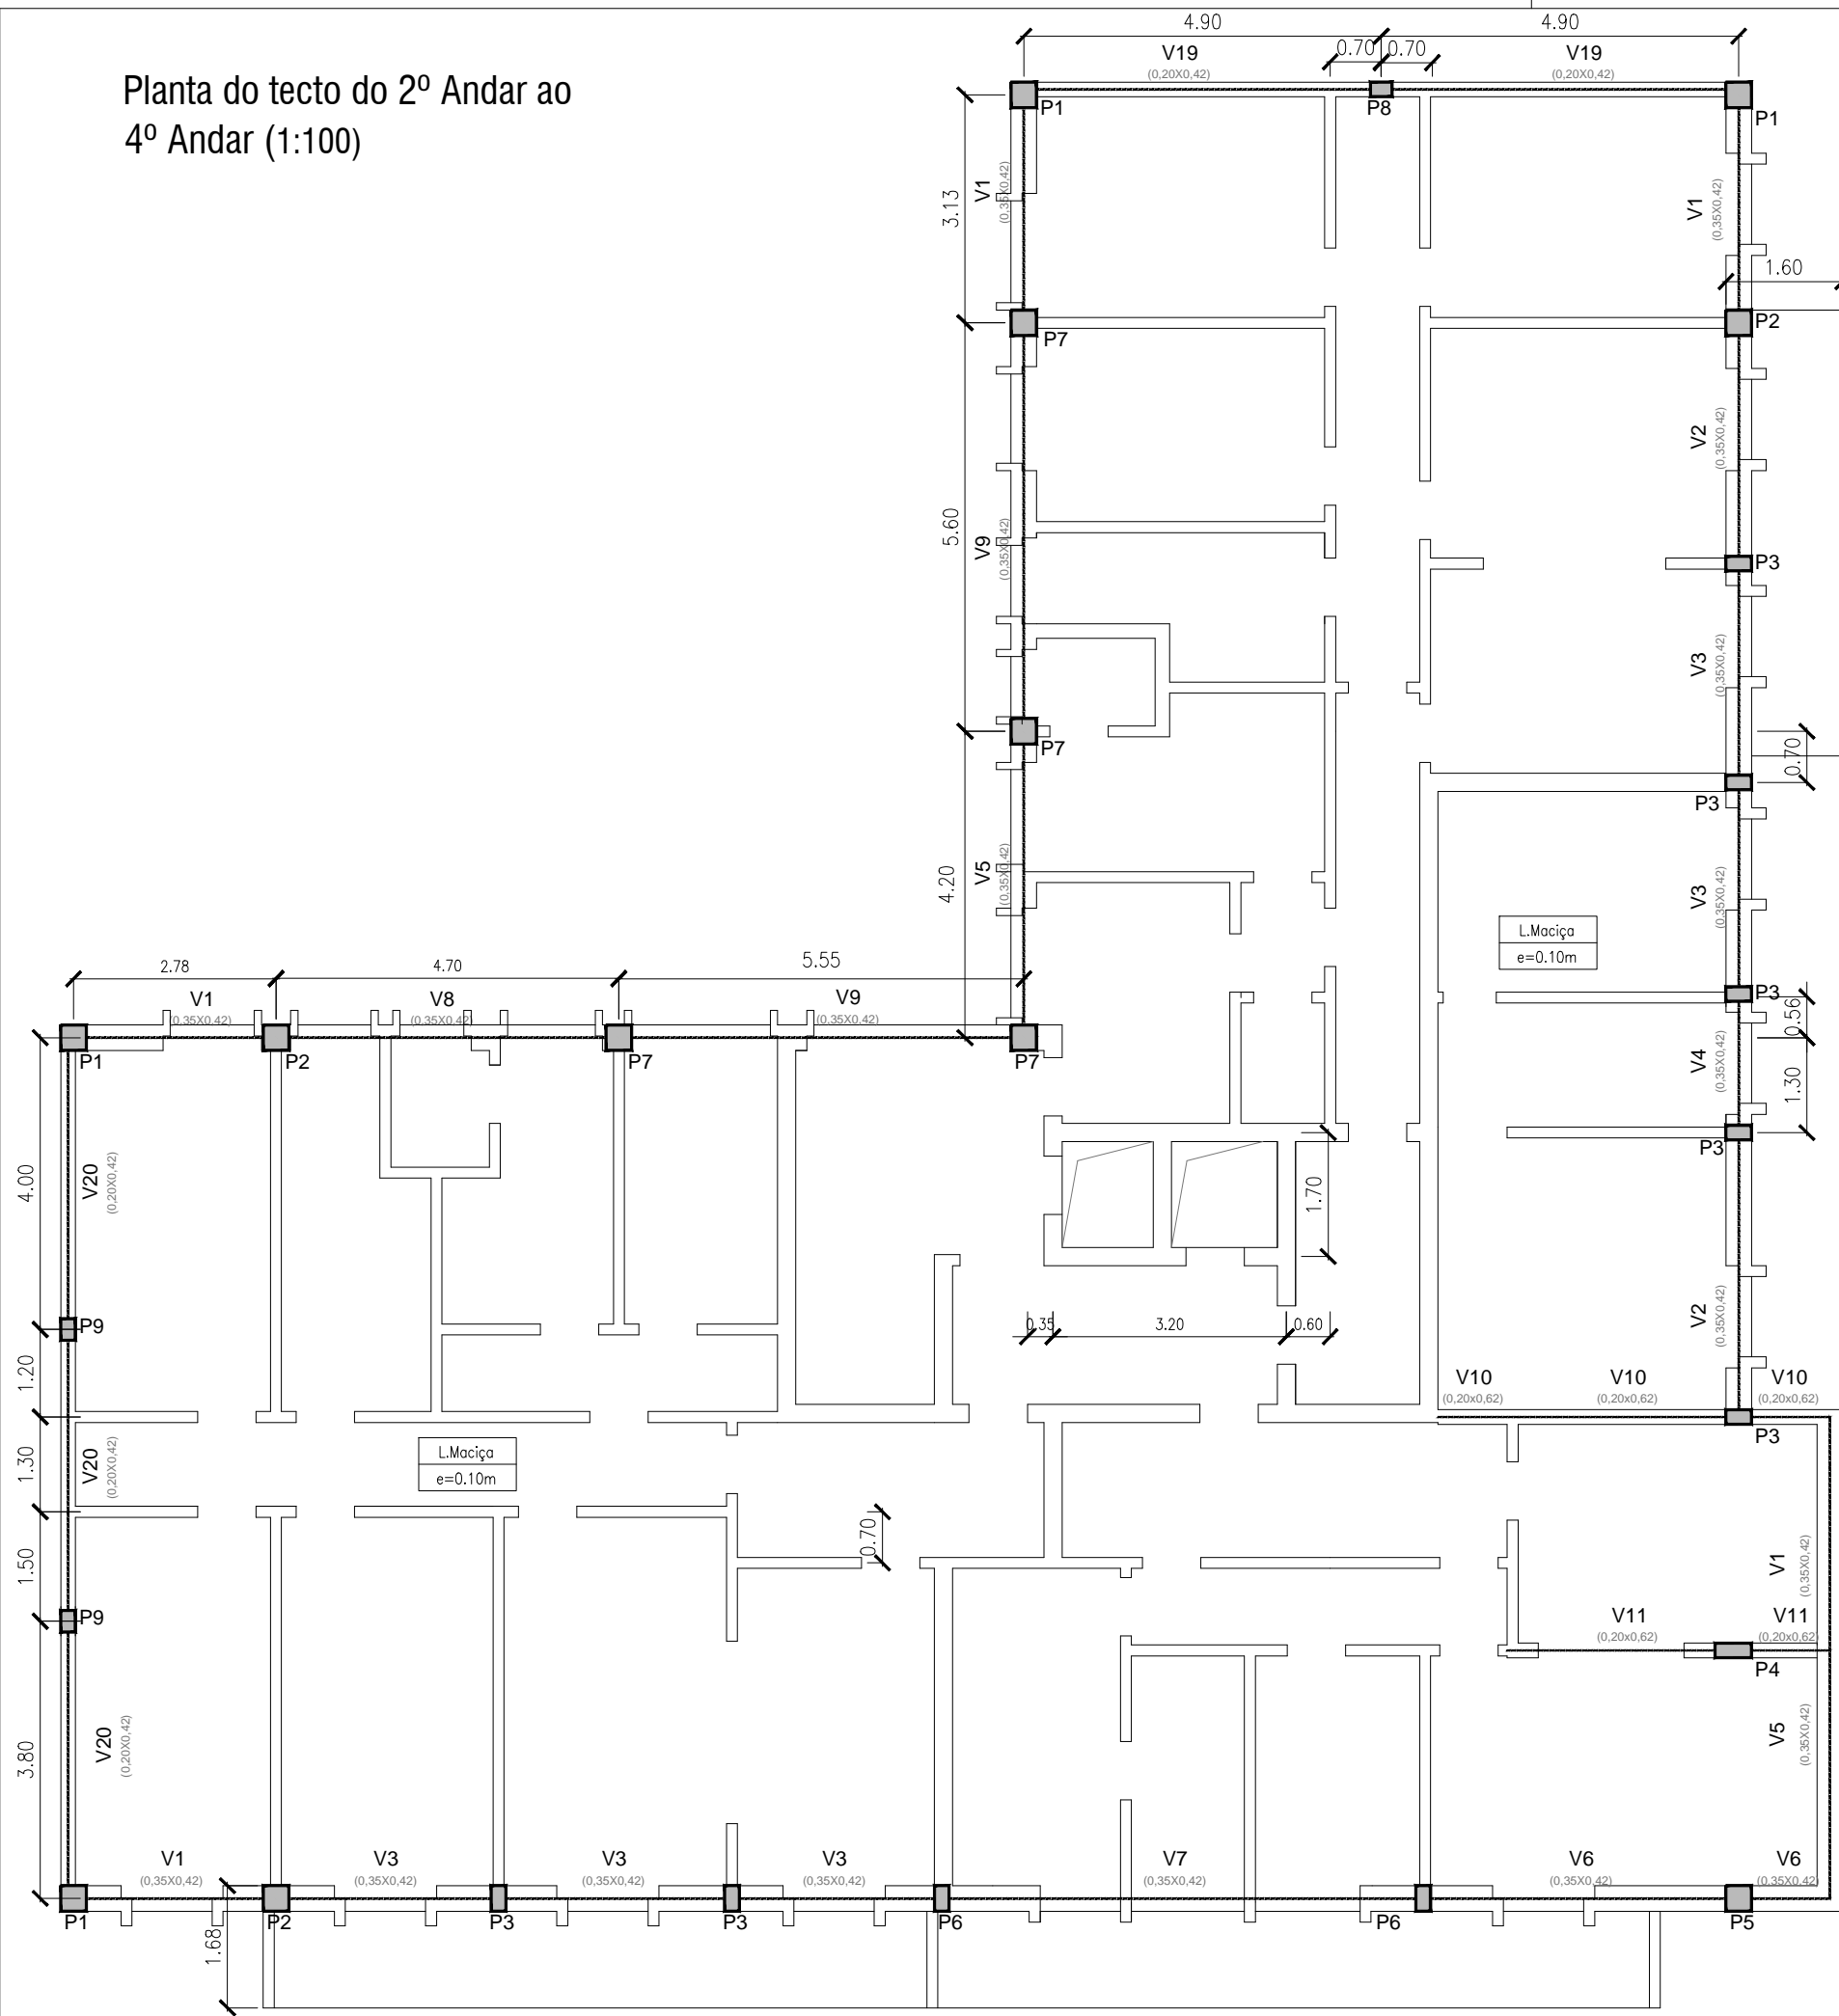 Planta do tecto do 2º Andar ao
4º Andar (1:100)
4.90
4.90
V19
0.70
0.70
V19
(0,20X0,42)
(0,20X0,42)
P1
P8
P1
3.13
V1
(0,35X0,42)
V1
(0,35X0,42)
1.60
P7
P2
V2
(0,35X0,42)
5.60
V9
(0,35X0,42)
P3
V3
(0,35X0,42)
P7
0.70
P3
4.20
V5
(0,35X0,42)
V3
(0,35X0,42)
L.Maciça
e=0.10m
2.78
4.70
5.55
V1
V8
V9
(0,35X0,42)
(0,35X0,42)
(0,35X0,42)
P3
0.56
P1
P2
P7
P7
V4
(0,35X0,42)
1.30
P3
4.00
V20
(0,20X0,42)
1.70
P9
0.35
3.20
0.60
V2
(0,35X0,42)
1.20
V10
V10
V10
(0,20x0,62)
(0,20x0,62)
(0,20x0,62)
P3
1.30
V20
(0,20X0,42)
L.Maciça
e=0.10m
0.70
1.50
V1
(0,35X0,42)
P9
V11
V11
(0,20x0,62)
(0,20x0,62)
P4
3.80
V20
(0,20X0,42)
V5
(0,35X0,42)
V1
V3
V3
V3
V7
V6
V6
(0,35X0,42)
(0,35X0,42)
(0,35X0,42)
(0,35X0,42)
(0,35X0,42)
(0,35X0,42)
(0,35X0,42)
P1
P2
P3
P3
P6
P6
P5
1.68